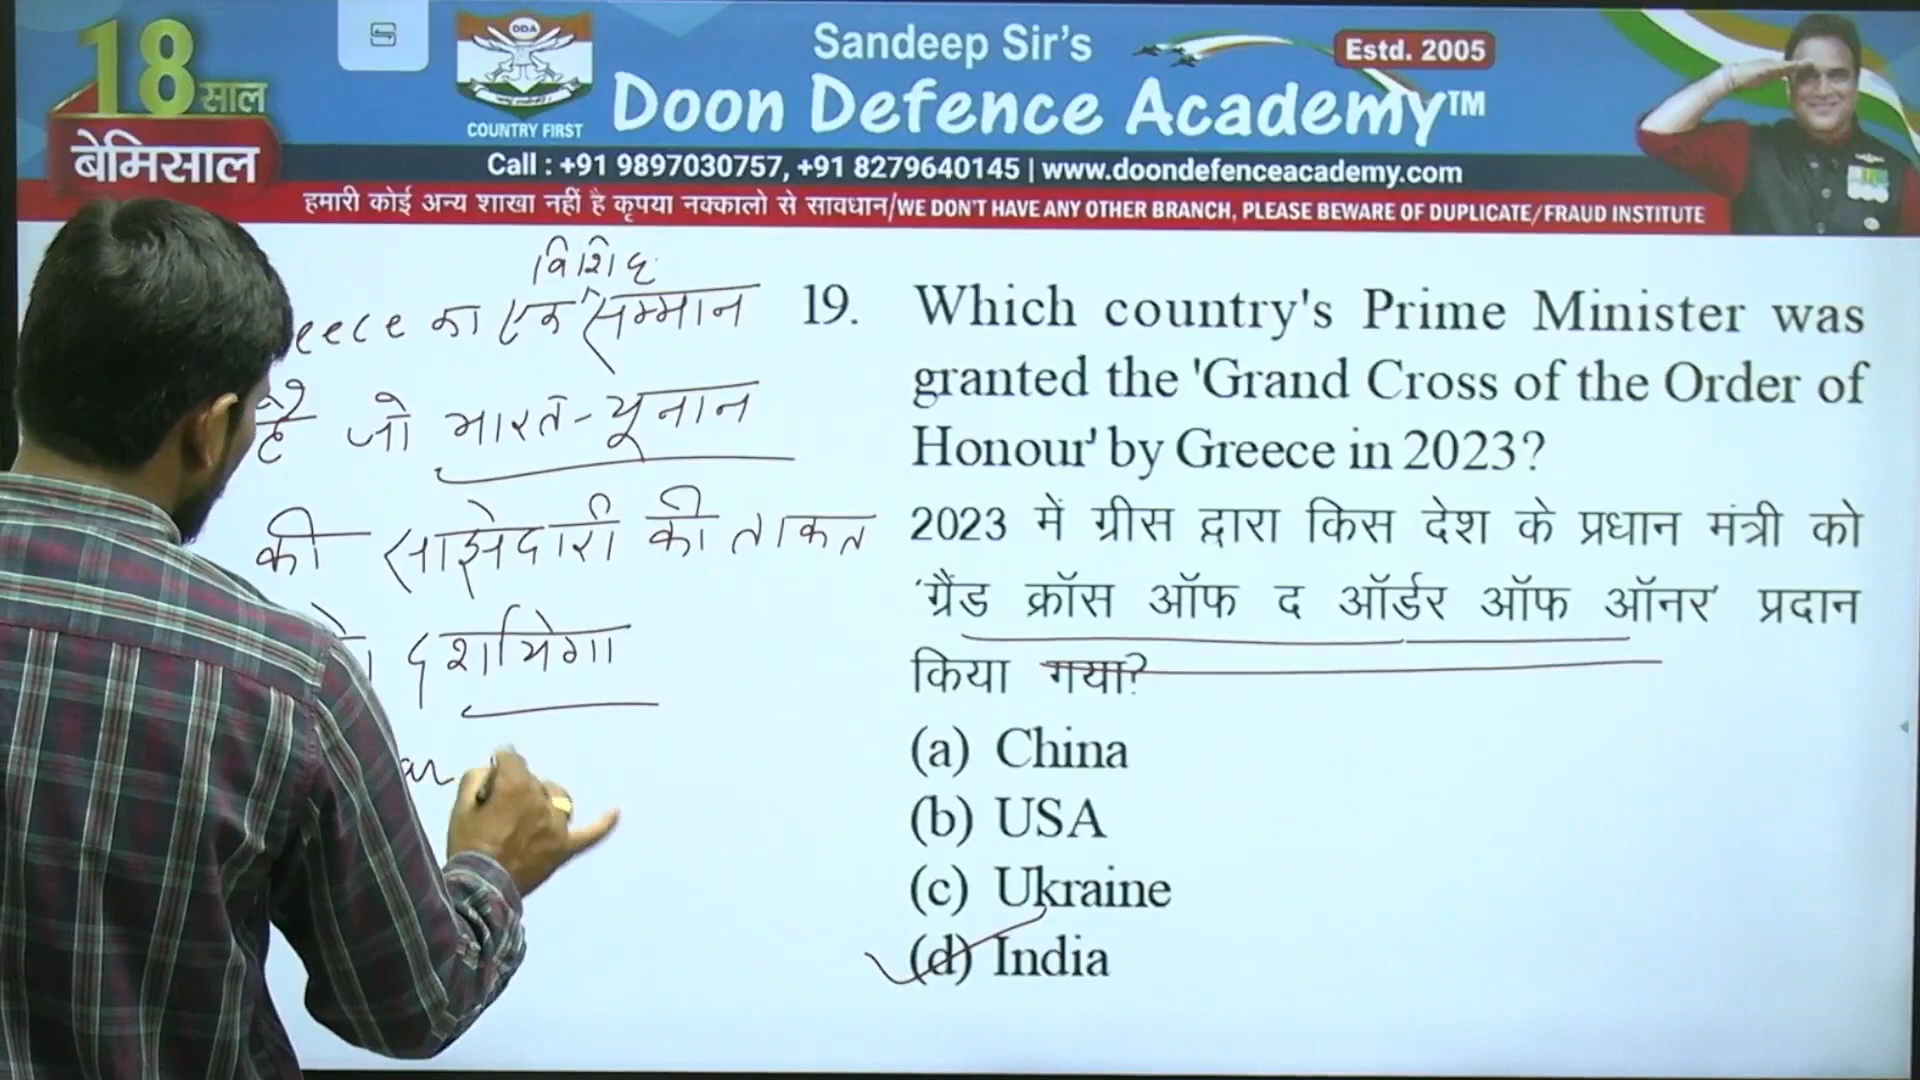 18 साल
बेमिसाल
DDA
COUNTRY FIRST
Sandeep Sir's
Estd. 2005
Doon Defence Academy™
Call : +91 9897030757, +91 8279640145 | www.doondefenceacademy.com
हमारी कोई अन्य शाखा नहीं है कृपया नक्कालो से सावधान/WE DON'T HAVE ANY OTHER BRANCH, PLEASE BEWARE OF DUPLICATE/FRAUD INSTITUTE
eece का एक सम्मान
है जो भारत-यूनान
की साझेदारी की ताकत
दर्शायेगा
19. Which country's Prime Minister was
granted the 'Grand Cross of the Order of
Honour' by Greece in 2023?
2023 में ग्रीस द्वारा किस देश के प्रधान मंत्री को
'ग्रैंड क्रॉस ऑफ द ऑर्डर ऑफ ऑनर' प्रदान
किया गया?
(a) China
(b) USA
(c) Ukraine
(d) India